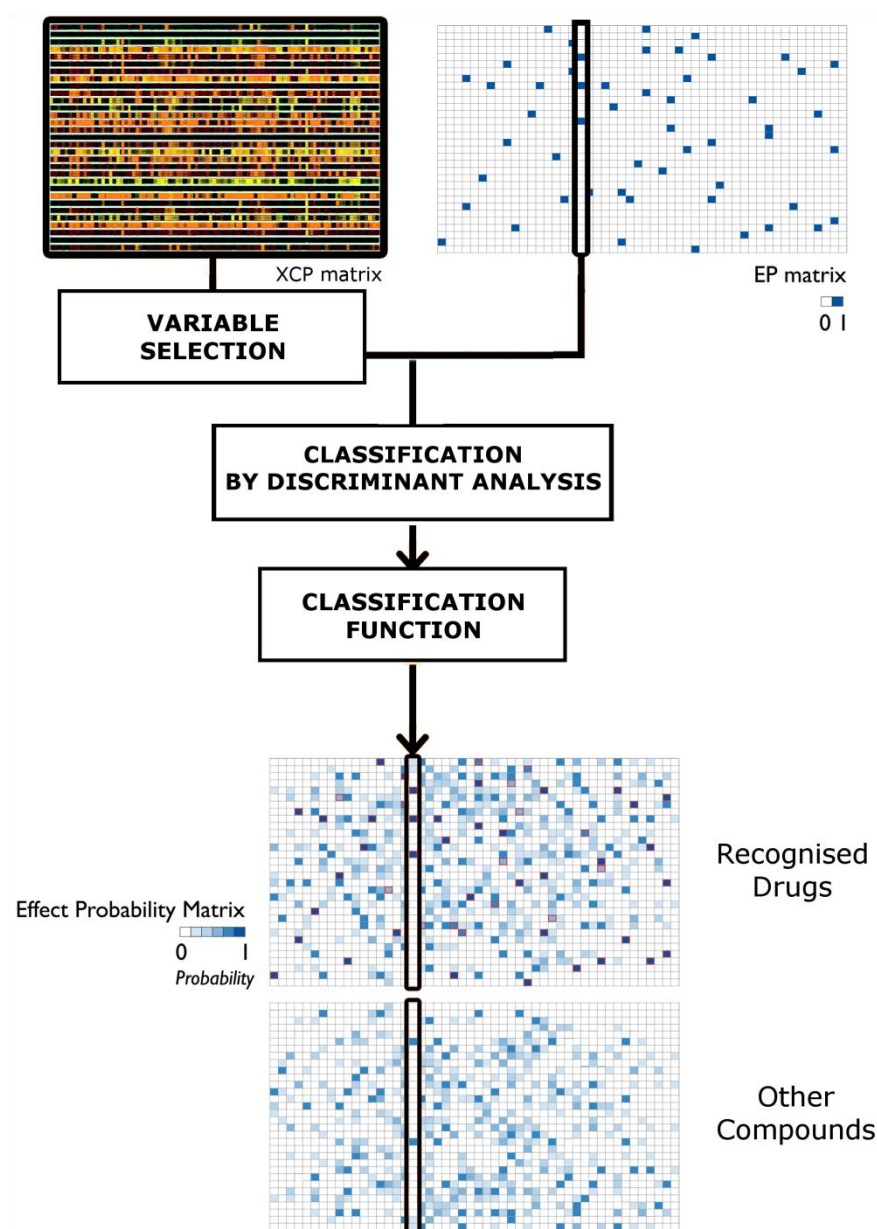 XCP matrix
EP matrix
0 1
VARIABLE
SELECTION
CLASSIFICATION
BY DISCRIMINANT ANALYSIS
CLASSIFICATION
FUNCTION
Recognised
Drugs
Effect Probability Matrix
0 1
Probability
Other
Compounds